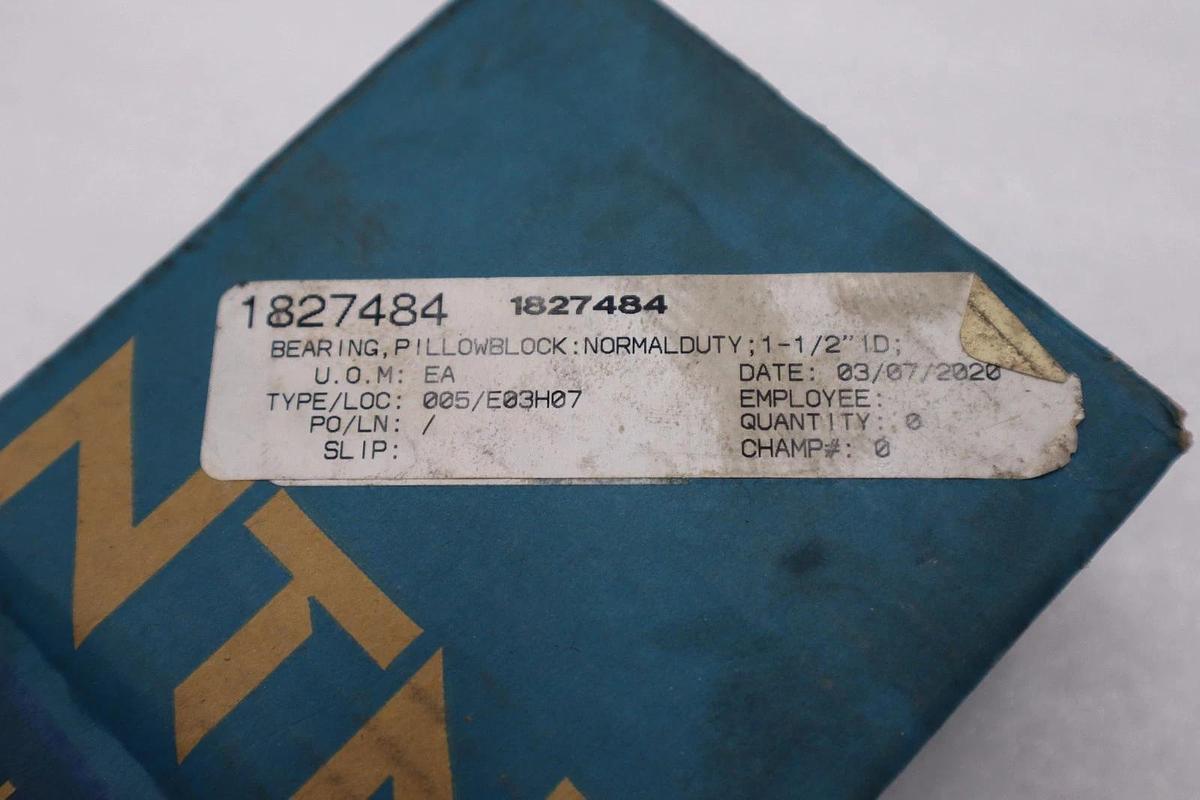 1827484 1827484
BEARING,PILLOWBLOCK:NORMALDUTY;1-1/2"ID;
U.O.M: EA DATE: 03/07/2020
TYPE/LOC: 005/E03H07 EMPLOYEE:
PO/LN: / QUANTITY: 0
SLIP: CHAMP#: 0
NTA